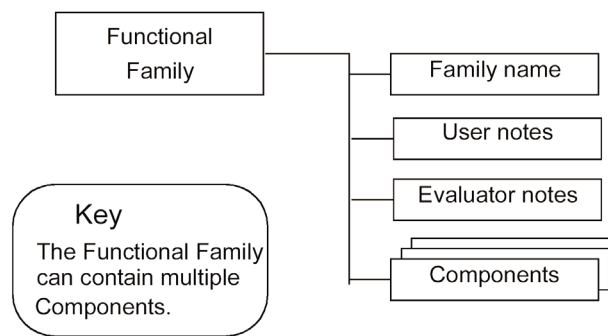 Functional
Family
Family name
User notes
Evaluator notes
Components
Key
The Functional Family
can contain multiple
Components.